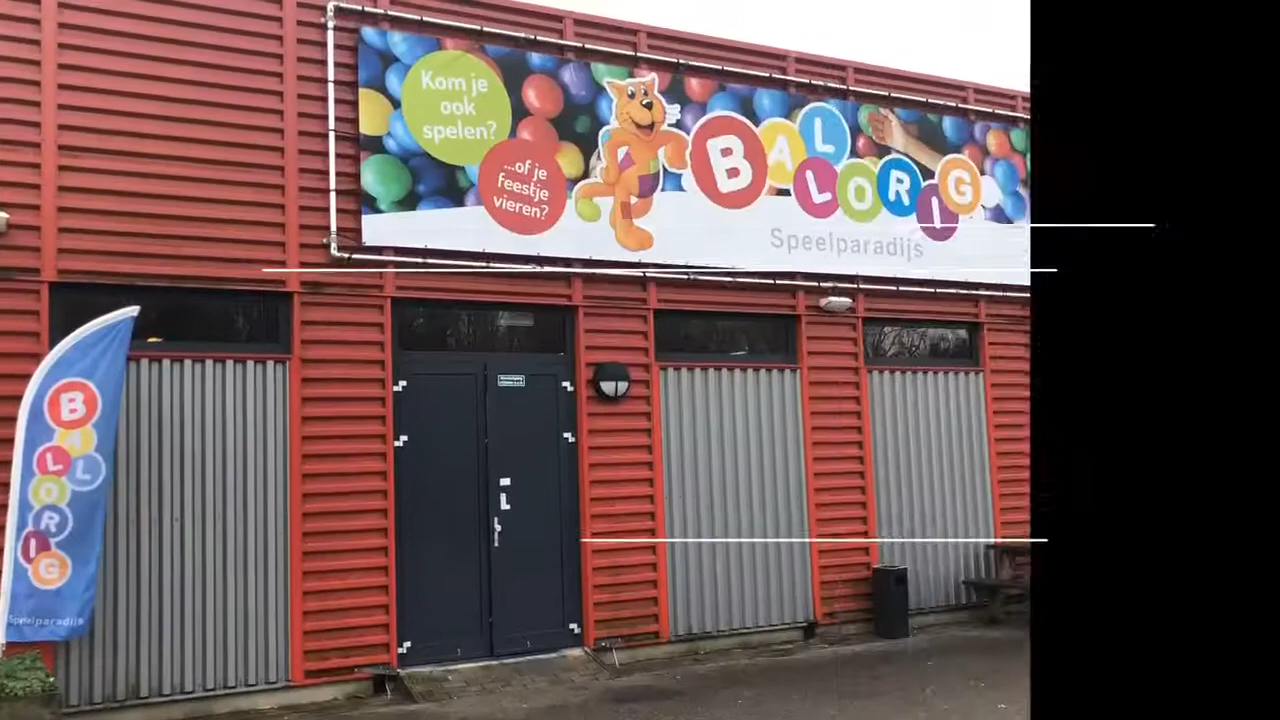 Kom je
ook
spelen?
...of je
feestje
vieren?
BALLORIG
Speelparadijs
BALLORIG
Speelparadijs